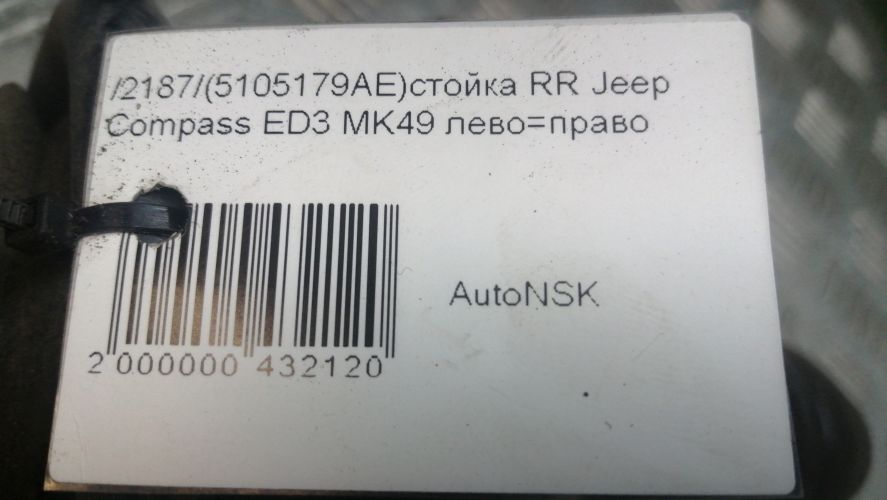 /2187/(5105179AE)стойка RR Jeep
Compass ED3 MK49 лево=право
AutoNSK
2 000000 432120